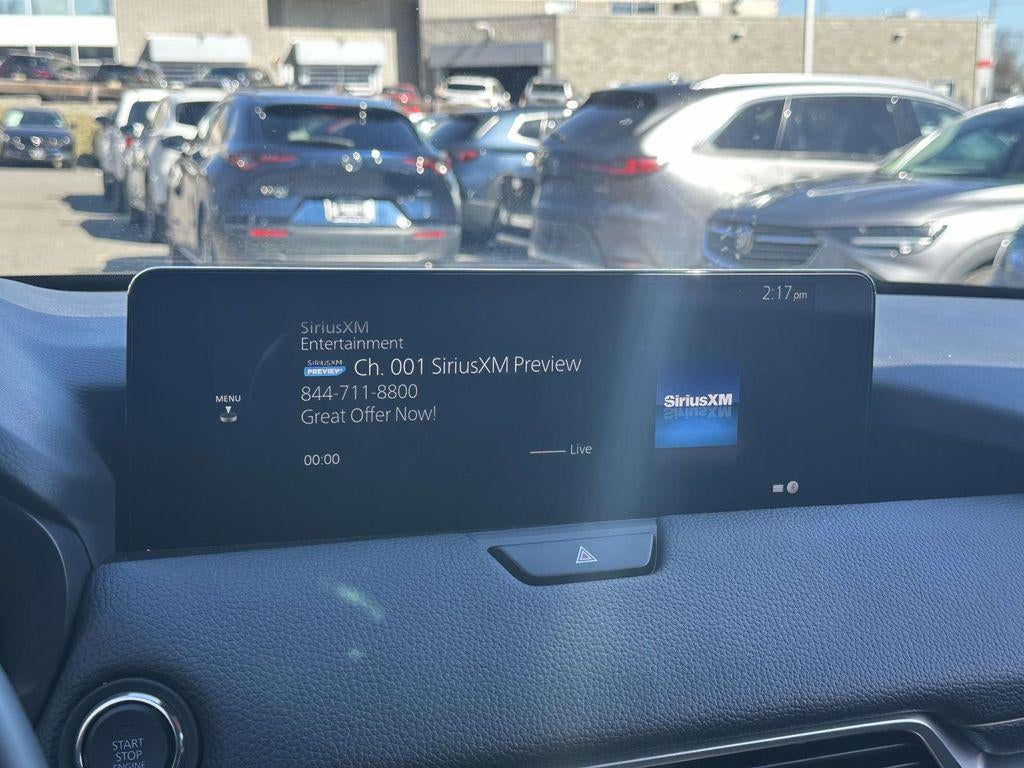 2:17 pm
SiriusXM
Entertainment
SIRIUSXM
PREVIEW
Ch. 001 SiriusXM Preview
844-711-8800
Great Offer Now!
MENU
SiriusXM
00:00
Live
START
STOP
ENGINE